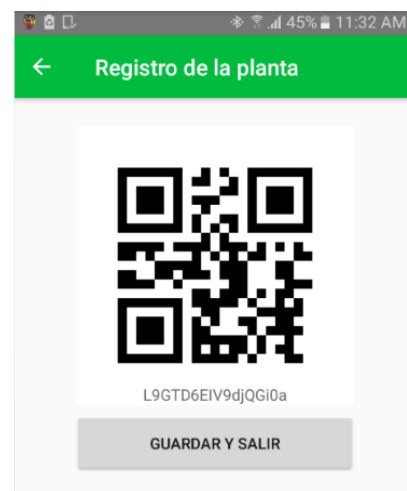 45% 11:32 AM
Registro de la planta
L9GTD6EIV9djQGi0a
GUARDAR Y SALIR